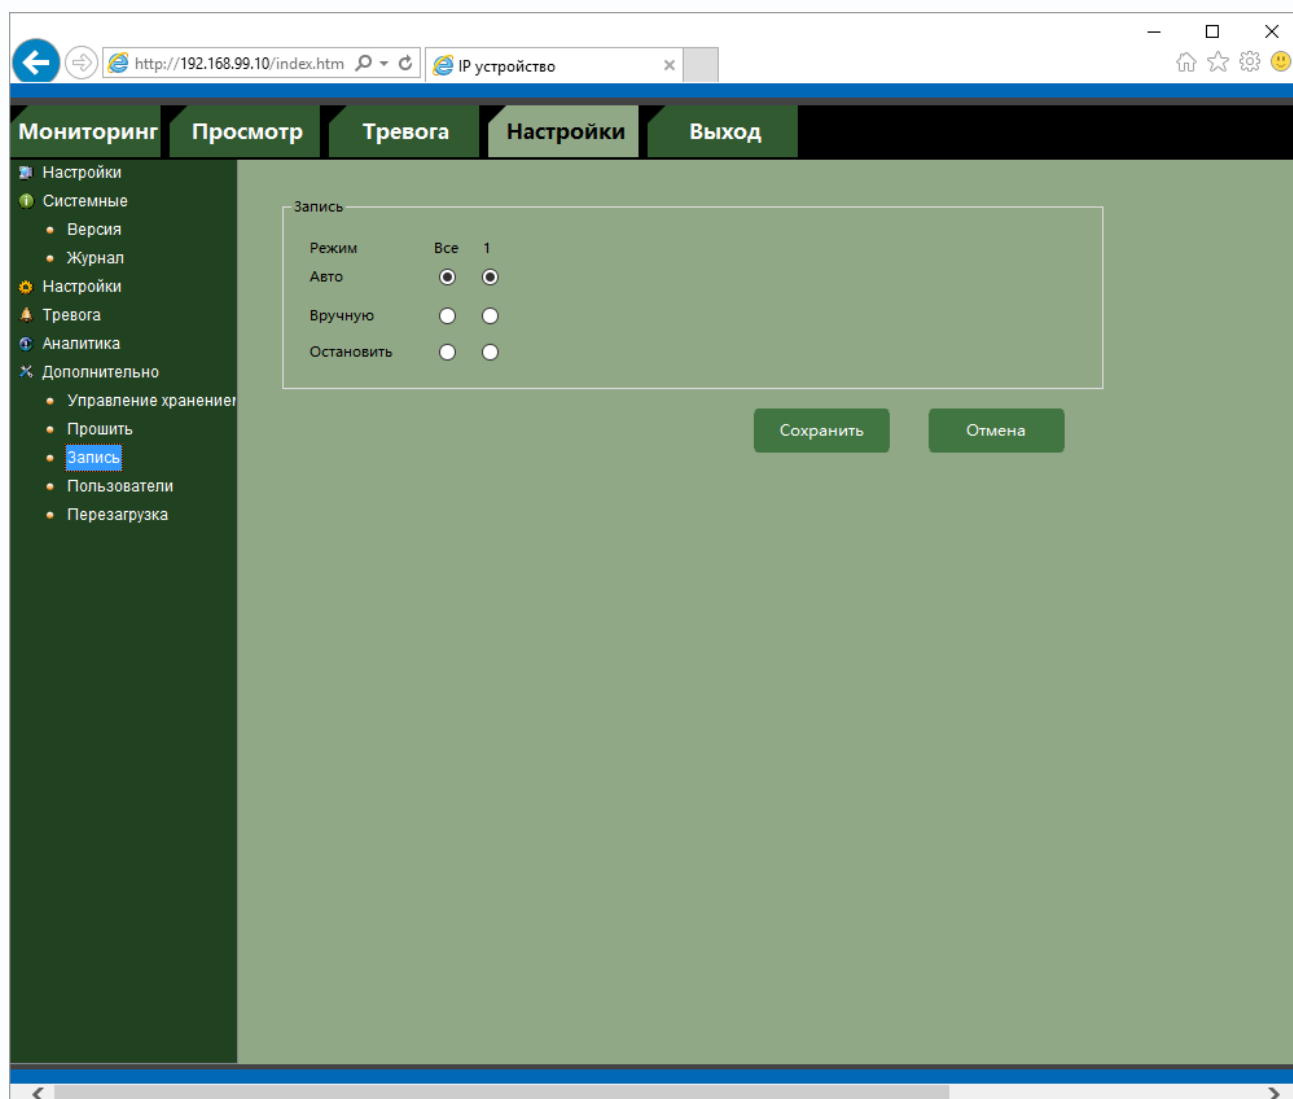 http://192.168.99.10/index.htm
IP устройство
Мониторинг Просмотр Тревога Настройки Выход
Настройки
Системные
Версия
Журнал
Настройки
Тревога
Аналитика
Дополнительно
Управление хранением
Прошить
Запись
Пользователи
Перезагрузка
Запись
Режим Все 1
Авто
Вручную
Остановить
Сохранить Отмена